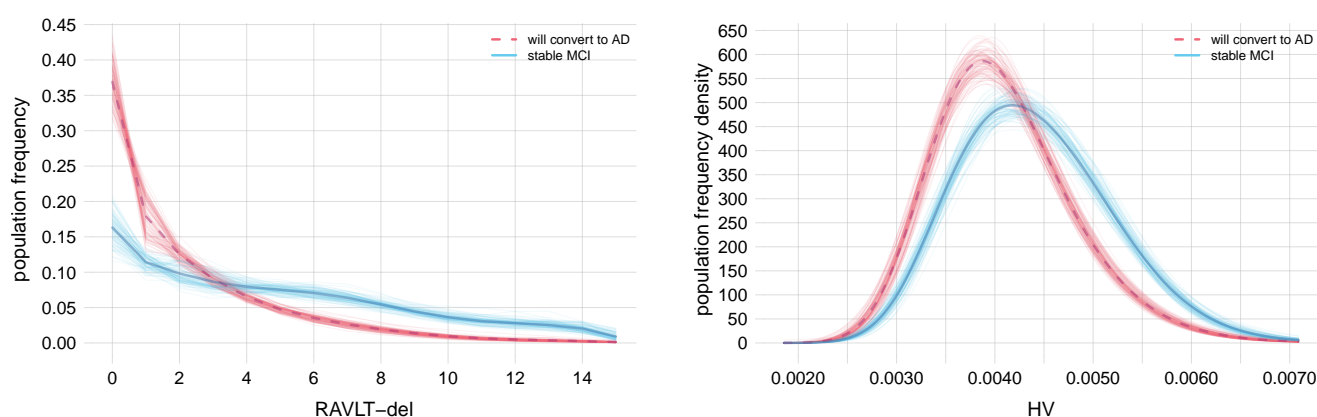 0.45
0.40
0.35
0.30
0.25
0.20
0.15
0.10
0.05
0.00
population frequency
will convert to AD
stable MCI
0 2 4 6 8 10 12 14
RAVLT−del
650
600
550
500
450
400
350
300
250
200
150
100
50
0
population frequency density
will convert to AD
stable MCI
0.0020 0.0030 0.0040 0.0050 0.0060 0.0070
HV